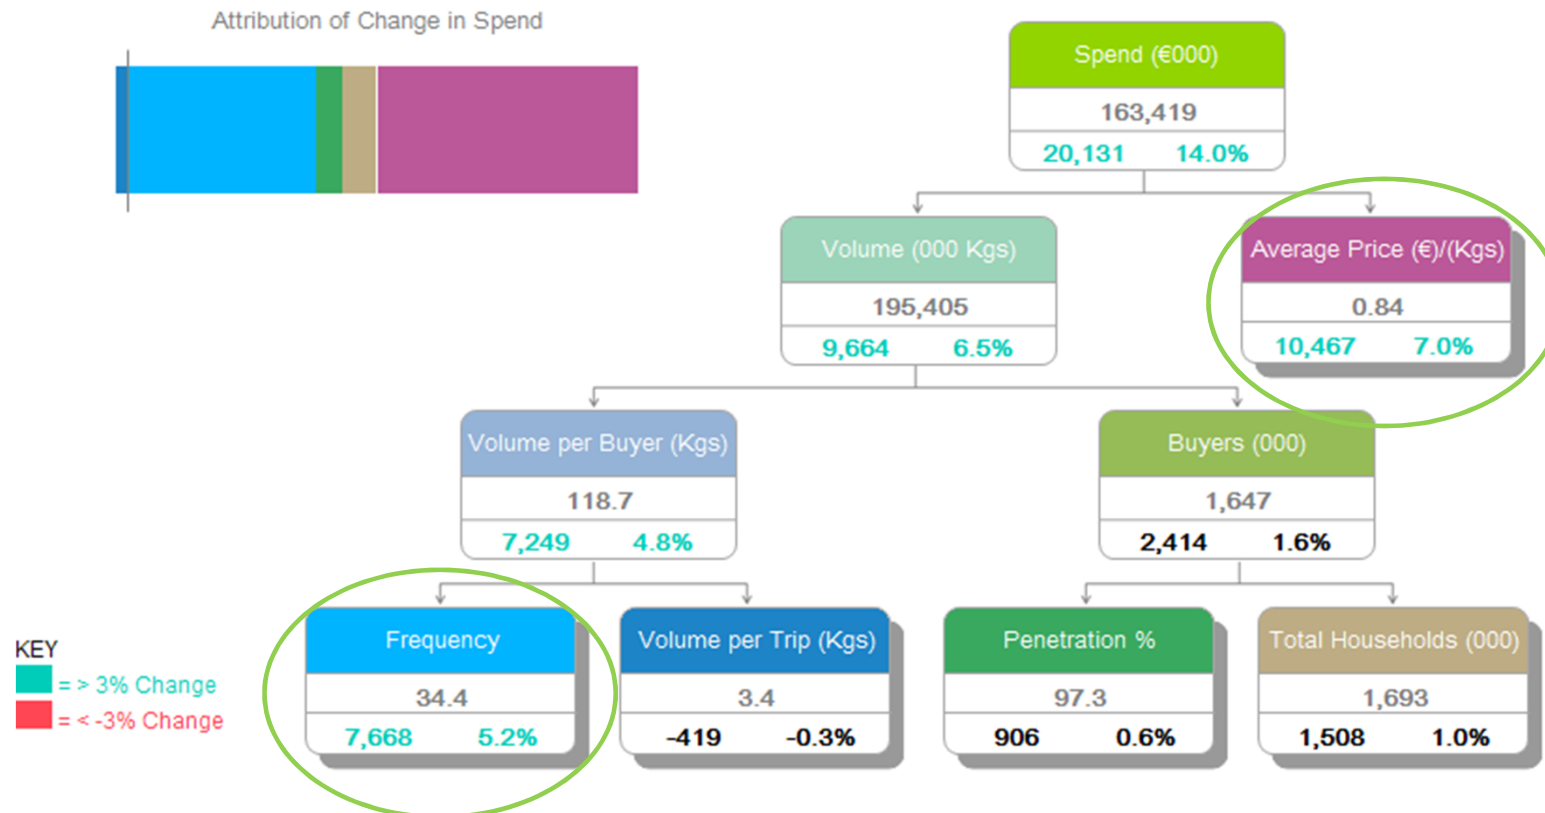 Attribution of Change in Spend
Spend (€000)
163,419
20,131 14.0%
Volume (000 Kgs)
195,405
9,664 6.5%
Average Price (€)/(Kgs)
0.84
10,467 7.0%
Volume per Buyer (Kgs)
118.7
7,249 4.8%
Buyers (000)
1,647
2,414 1.6%
Frequency
34.4
7,668 5.2%
Volume per Trip (Kgs)
3.4
-419 -0.3%
Penetration %
97.3
906 0.6%
Total Households (000)
1,693
1,508 1.0%
KEY
= > 3% Change
= < -3% Change